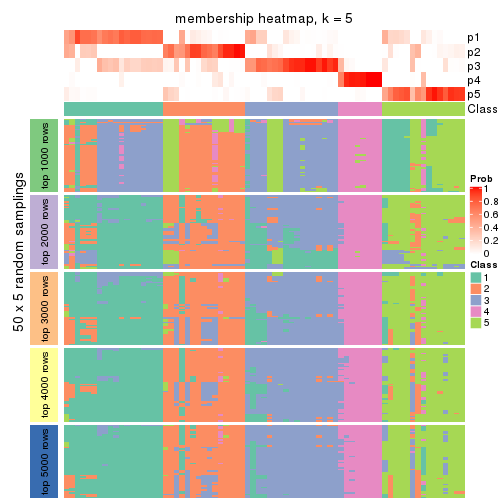 membership heatmap, k = 5
p1
p2
p3
p4
p5
Class
50 x 5 random samplings
top 1000 rows
top 2000 rows
top 3000 rows
top 4000 rows
top 5000 rows
Prob
1
0.8
0.6
0.4
0.2
0
Class
1
2
3
4
5